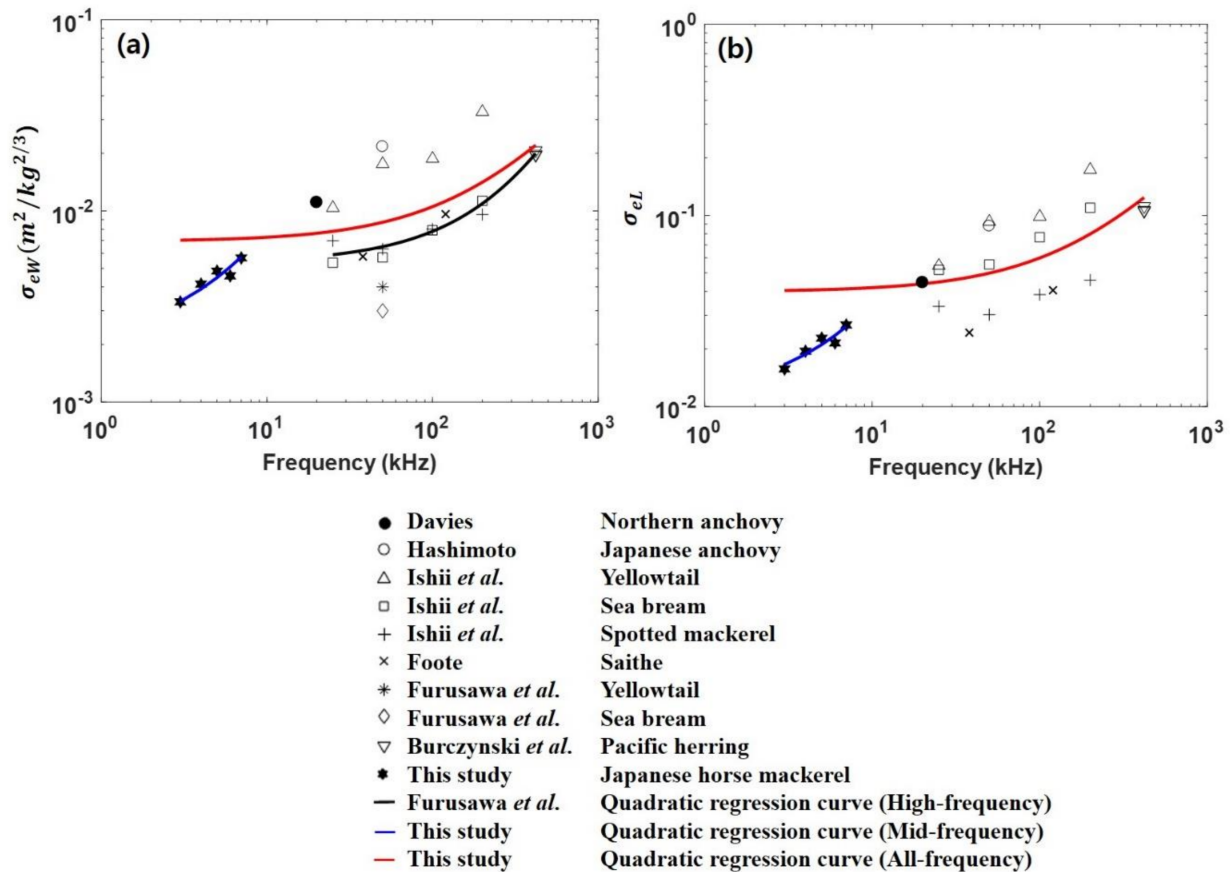 (a)
10^{-1}
10^{-2}
10^{-3}
σ_{eW}(m^2/kg^{2/3})
10^0 10^1 10^2 10^3
Frequency (kHz)
(b)
10^0
10^{-1}
10^{-2}
σ_{eL}
10^0 10^1 10^2 10^3
Frequency (kHz)
Davies Northern anchovy
Hashimoto Japanese anchovy
Ishii et al. Yellowtail
Ishii et al. Sea bream
Ishii et al. Spotted mackerel
Foote Saithe
Furusawa et al. Yellowtail
Furusawa et al. Sea bream
Burczynski et al. Pacific herring
This study Japanese horse mackerel
Furusawa et al. Quadratic regression curve (High-frequency)
This study Quadratic regression curve (Mid-frequency)
This study Quadratic regression curve (All-frequency)